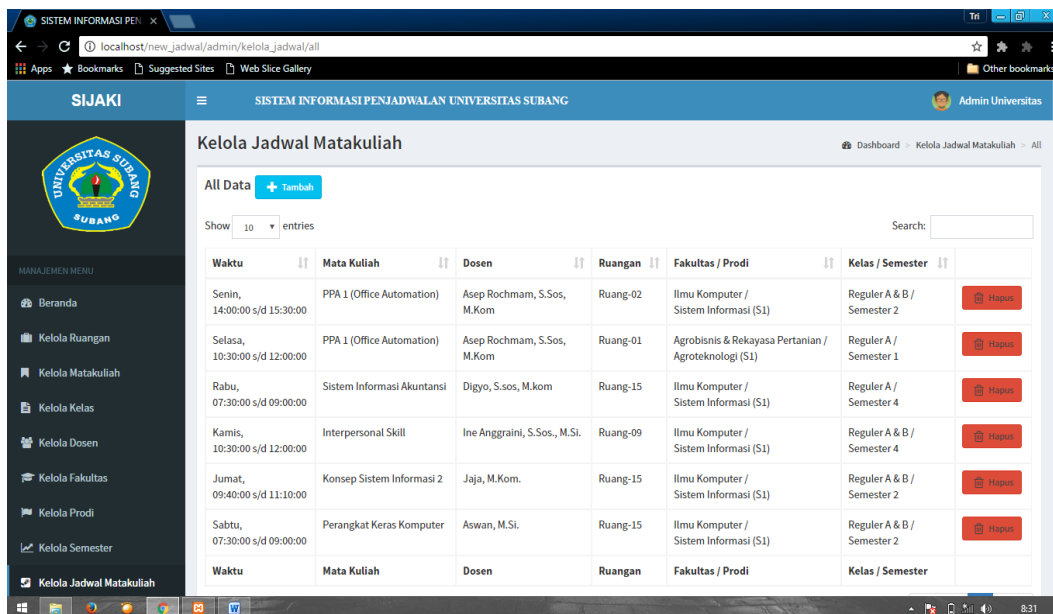 SISTEM INFORMASI PEN
Tri
localhost/new_jadwal/admin/kelola_jadwal/all
Apps Bookmarks Suggested Sites Web Slice Gallery Other bookmarks
SIJAKI
SISTEM INFORMASI PENJADWALAN UNIVERSITAS SUBANG
Admin Universitas
UNIVERSITAS SUBANG
SUBANG
Kelola Jadwal Matakuliah
Dashboard > Kelola Jadwal Matakuliah > All
MANAJEMEN MENU
Beranda
Kelola Ruangan
Kelola Matakuliah
Kelola Kelas
Kelola Dosen
Kelola Fakultas
Kelola Prodi
Kelola Semester
Kelola Jadwal Matakuliah
All Data + Tambah
Show 10 entries Search:
Waktu Mata Kuliah Dosen Ruangan Fakultas / Prodi Kelas / Semester
Senin, PPA 1 (Office Automation) Asep Rochmam, S.Sos, Ruang-02 Ilmu Komputer / Reguler A & B / Hapus
14:00:00 s/d 15:30:00 M.Kom Sistem Informasi (S1) Semester 2
Selasa, PPA 1 (Office Automation) Asep Rochmam, S.Sos, Ruang-01 Agrobisnis & Rekayasa Pertanian / Reguler A / Hapus
10:30:00 s/d 12:00:00 M.Kom Agroteknologi (S1) Semester 1
Rabu, Sistem Informasi Akuntansi Digyo, S.sos, M.kom Ruang-15 Ilmu Komputer / Reguler A / Hapus
07:30:00 s/d 09:00:00 Sistem Informasi (S1) Semester 4
Kamis, Interpersonal Skill Ine Anggraini, S.Sos., M.Si. Ruang-09 Ilmu Komputer / Reguler A & B / Hapus
10:30:00 s/d 12:00:00 Sistem Informasi (S1) Semester 4
Jumat, Konsep Sistem Informasi 2 Jaja, M.Kom. Ruang-15 Ilmu Komputer / Reguler A & B / Hapus
09:40:00 s/d 11:10:00 Sistem Informasi (S1) Semester 2
Sabtu, Perangkat Keras Komputer Aswan, M.Si. Ruang-15 Ilmu Komputer / Reguler A & B / Hapus
07:30:00 s/d 09:00:00 Sistem Informasi (S1) Semester 2
Waktu Mata Kuliah Dosen Ruangan Fakultas / Prodi Kelas / Semester
8:31